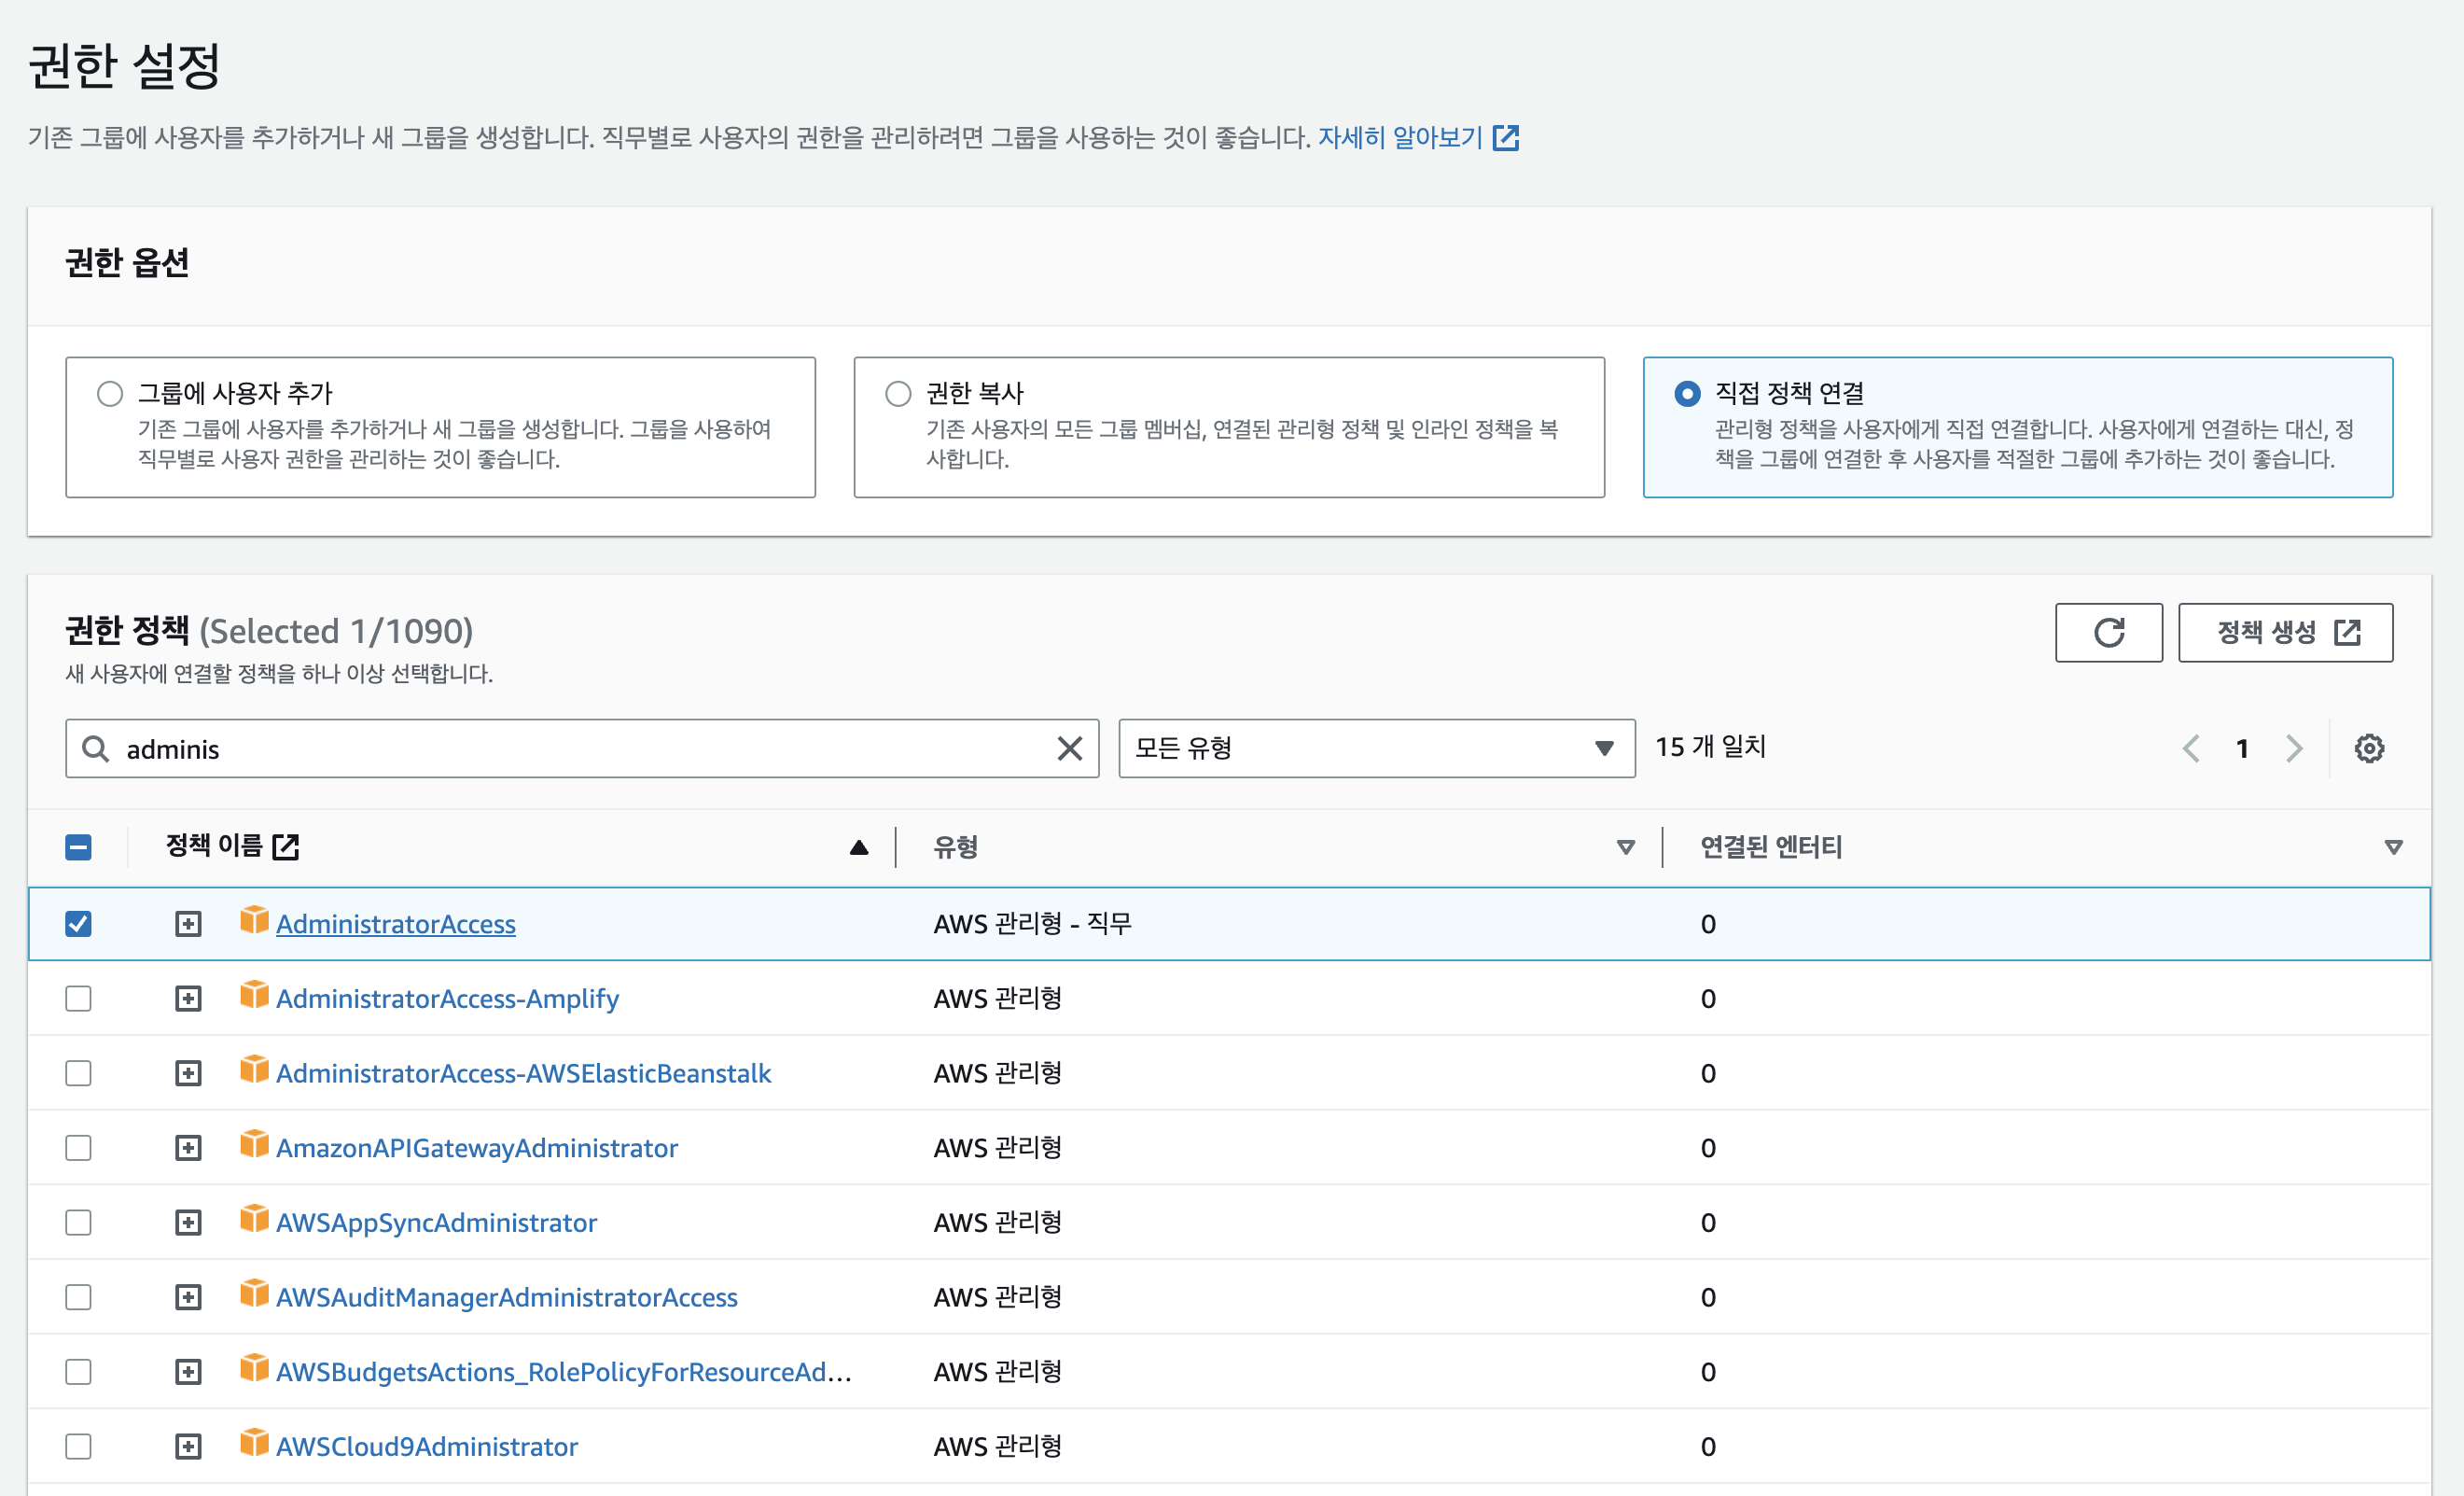 권한 설정
기존 그룹에 사용자를 추가하거나 새 그룹을 생성합니다. 직무별로 사용자의 권한을 관리하려면 그룹을 사용하는 것이 좋습니다. 자세히 알아보기
권한 옵션
그룹에 사용자 추가
기존 그룹에 사용자를 추가하거나 새 그룹을 생성합니다. 그룹을 사용하여
직무별로 사용자 권한을 관리하는 것이 좋습니다.
권한 복사
기존 사용자의 모든 그룹 멤버십, 연결된 관리형 정책 및 인라인 정책을 복
사합니다.
직접 정책 연결
관리형 정책을 사용자에게 직접 연결합니다. 사용자에게 연결하는 대신, 정
책을 그룹에 연결한 후 사용자를 적절한 그룹에 추가하는 것이 좋습니다.
권한 정책 (Selected 1/1090)
새 사용자에 연결할 정책을 하나 이상 선택합니다.
정책 생성
adminis
모든 유형
15 개 일치
1
정책 이름 유형 연결된 엔터티
AdministratorAccess AWS 관리형 - 직무 0
AdministratorAccess-Amplify AWS 관리형 0
AdministratorAccess-AWSElasticBeanstalk AWS 관리형 0
AmazonAPIGatewayAdministrator AWS 관리형 0
AWSAppSyncAdministrator AWS 관리형 0
AWSAuditManagerAdministratorAccess AWS 관리형 0
AWSBudgetsActions_RolePolicyForResourceAd... AWS 관리형 0
AWSCloud9Administrator AWS 관리형 0